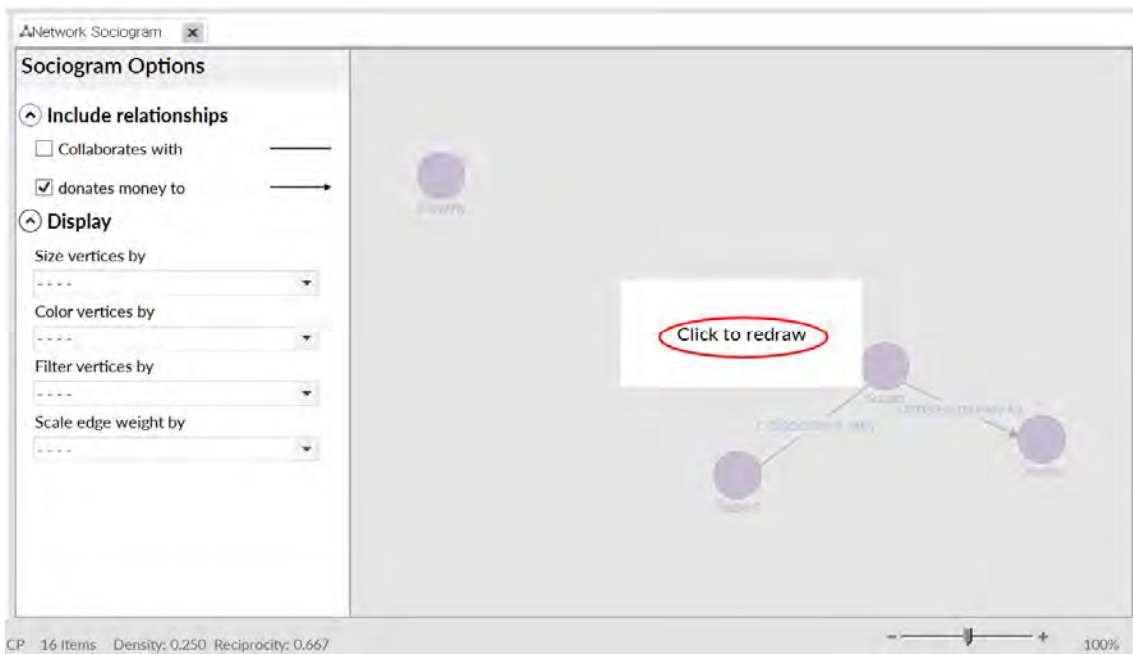 Network Sociogram
Sociogram Options
Include relationships
Collaborates with
donates money to
Display
Size vertices by
----
Color vertices by
----
Filter vertices by
----
Scale edge weight by
----
Click to redraw
CP 16 Items Density: 0.250 Reciprocity: 0.667
100%